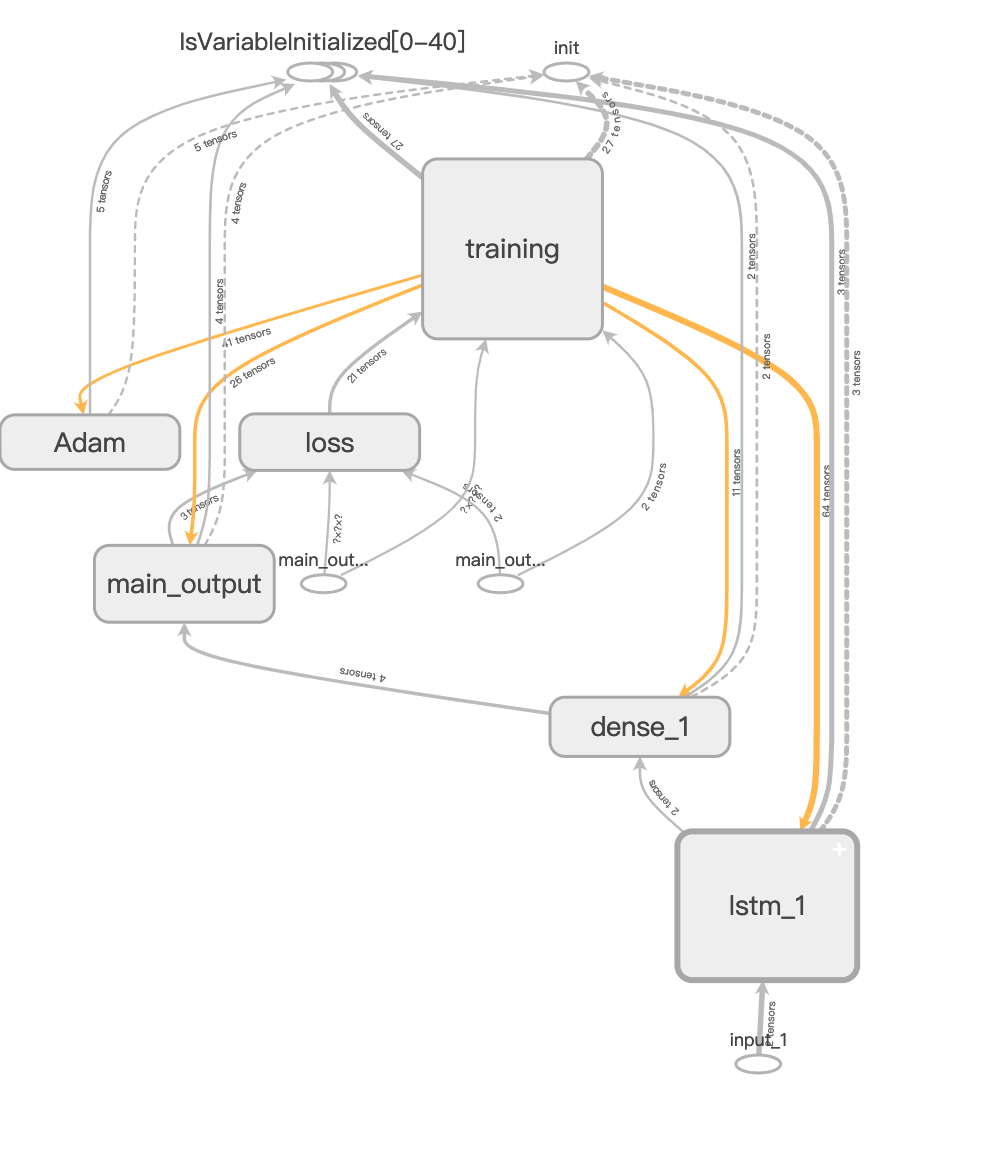 IsVariableInitialized[0-40]
init
27 tensors
27 tensors
5 tensors
5 tensors
4 tensors
4 tensors
training
2 tensors
3 tensors
2 tensors
3 tensors
41 tensors
26 tensors
21 tensors
Adam
loss
11 tensors
64 tensors
3 tensors
?x?x?
?x?x?
2 tensors
2 tensors
main_output
main_out...
main_out...
4 tensors
dense_1
2 tensors
lstm_1
+
tensors
input_1